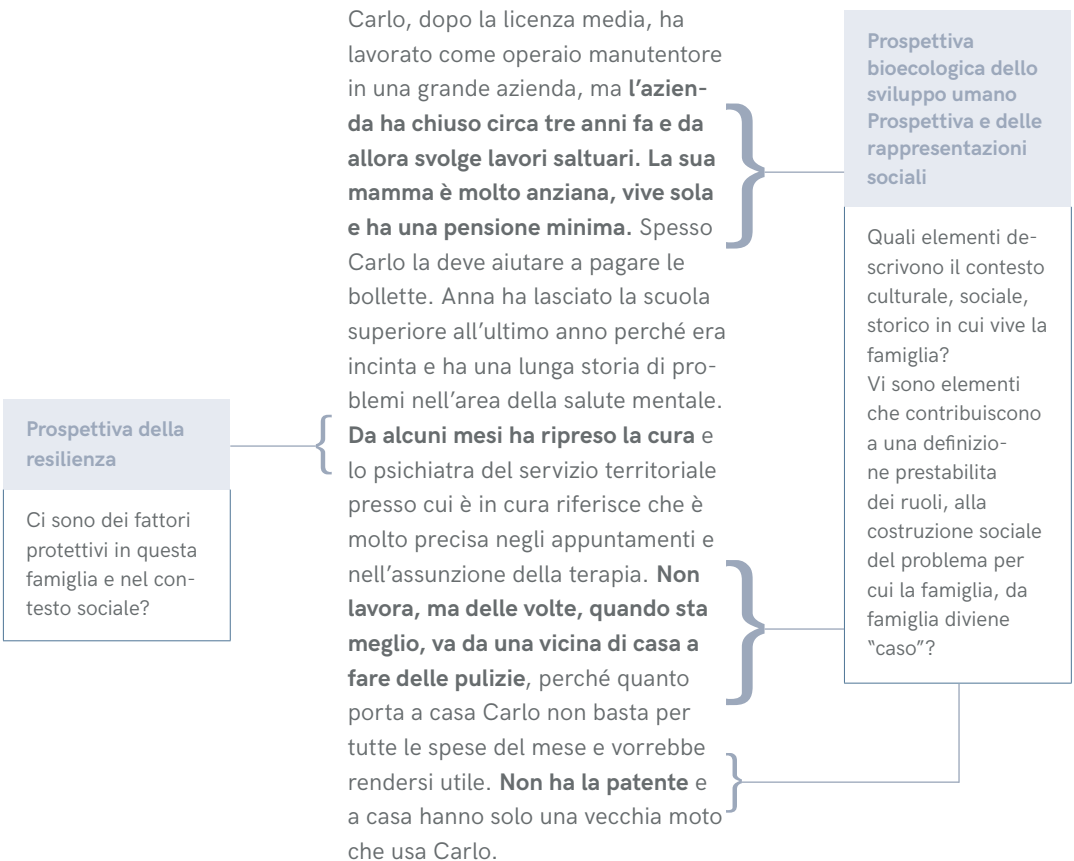 Carlo, dopo la licenza media, ha
lavorato come operaio manutentore
in una grande azienda, ma l’azien-
da ha chiuso circa tre anni fa e da
allora svolge lavori saltuari. La sua
mamma è molto anziana, vive sola
e ha una pensione minima. Spesso
Carlo la deve aiutare a pagare le
bollette. Anna ha lasciato la scuola
superiore all’ultimo anno perché era
incinta e ha una lunga storia di pro-
blemi nell’area della salute mentale.
Da alcuni mesi ha ripreso la cura e
lo psichiatra del servizio territoriale
presso cui è in cura riferisce che è
molto precisa negli appuntamenti e
nell’assunzione della terapia. Non
lavora, ma delle volte, quando sta
meglio, va da una vicina di casa a
fare delle pulizie, perché quanto
porta a casa Carlo non basta per
tutte le spese del mese e vorrebbe
rendersi utile. Non ha la patente e
a casa hanno solo una vecchia moto
che usa Carlo.
Prospettiva della
resilienza
Ci sono dei fattori
protettivi in questa
famiglia e nel con-
testo sociale?
Prospettiva
bioecologica dello
sviluppo umano
Prospettiva e delle
rappresentazioni
sociali
Quali elementi de-
scrivono il contesto
culturale, sociale,
storico in cui vive la
famiglia?
Vi sono elementi
che contribuiscono
a una definizio-
ne prestabilita
dei ruoli, alla
costruzione sociale
del problema per
cui la famiglia, da
famiglia diviene
“caso”?